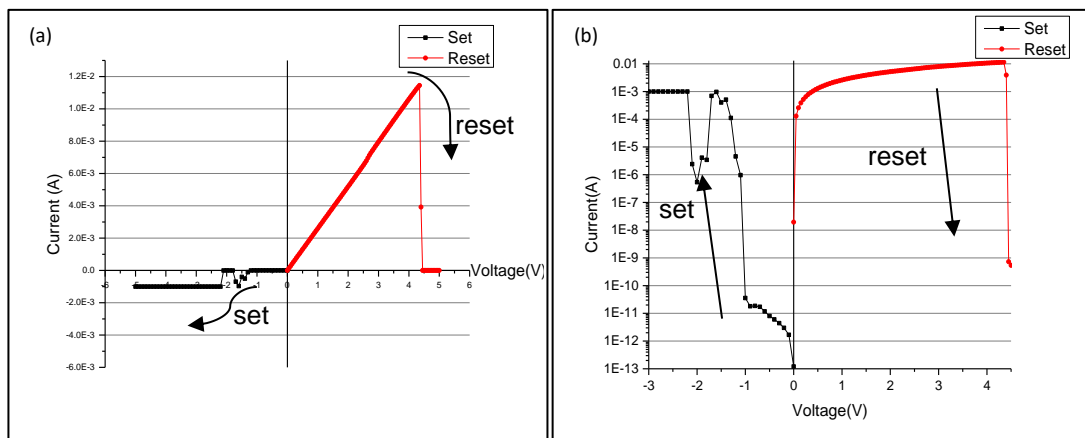 (a)
Set
Reset
1.2E-2
1.0E-2
8.0E-3
6.0E-3
4.0E-3
2.0E-3
0.0
-2.0E-3
-4.0E-3
-6.0E-3
Current (A)
-6 -5 -4 -3 -2 -1 0 1 2 3 4 5 6
Voltage(V)
reset
set
(b)
Set
Reset
0.01
1E-3
1E-4
1E-5
1E-6
1E-7
1E-8
1E-9
1E-10
1E-11
1E-12
1E-13
Current(A)
-3 -2 -1 0 1 2 3 4
Voltage(V)
set
reset